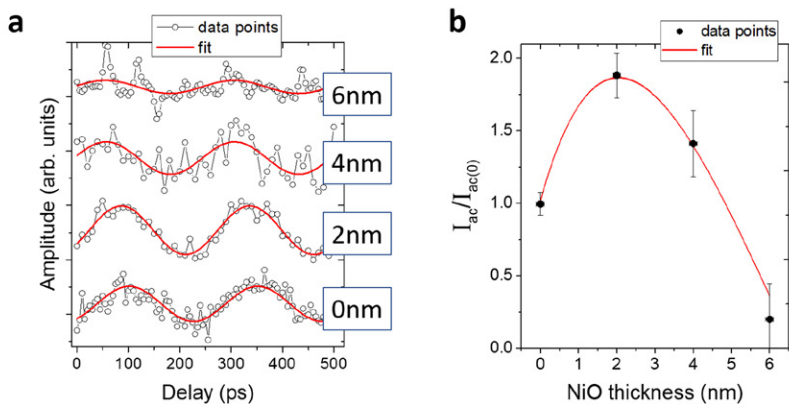 a
data points
fit
6nm
4nm
2nm
0nm
Amplitude (arb. units)
0 100 200 300 400 500
Delay (ps)
b
data points
fit
2.0
1.5
1.0
0.5
0.0
I_ac/I_ac(0)
0 1 2 3 4 5 6
NiO thickness (nm)